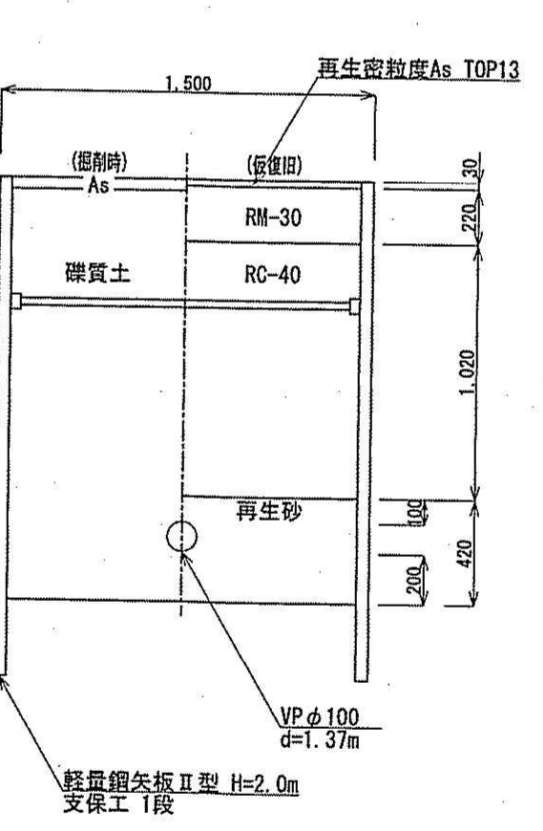 再生密粒度As TOP13
1,500
(掘削時)
(仮復旧)
As
30
RM-30
220
礫質土
RC-40
1,020
再生砂
100
420
200
VPφ100
d=1.37m
軽量鋼矢板Ⅱ型 H=2.0m
支保工 1段